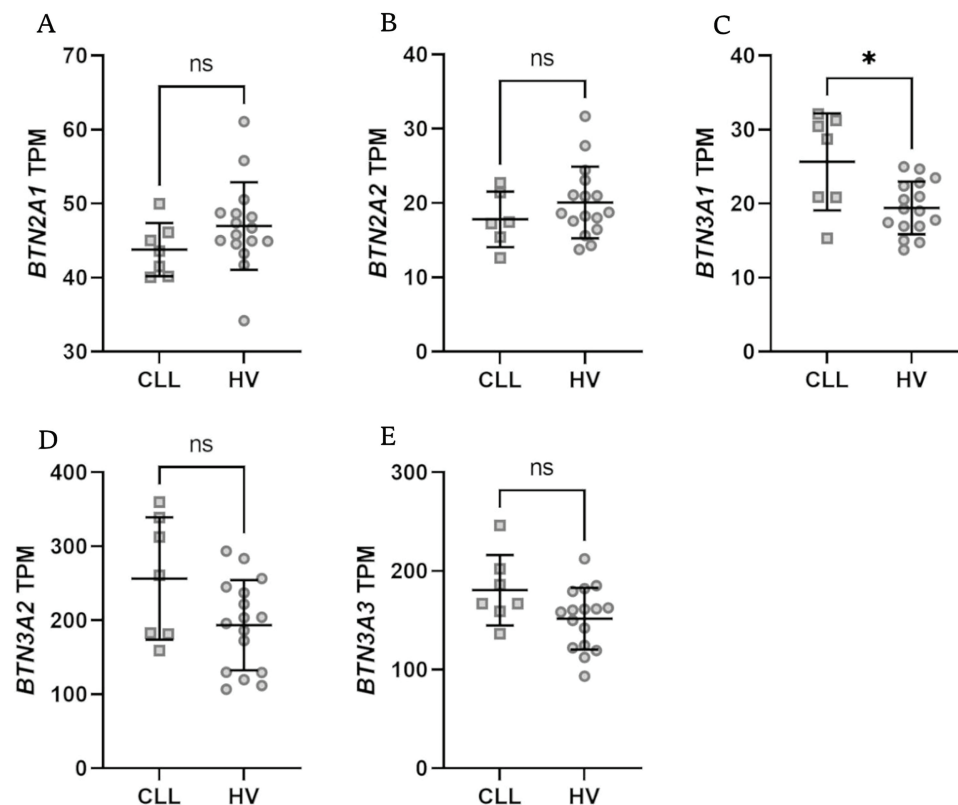 A
BTN2A1 TPM
70
60
50
40
30
ns
CLL HV
B
BTN2A2 TPM
40
30
20
10
0
ns
CLL HV
C
BTN3A1 TPM
40
30
20
10
0
*
CLL HV
D
BTN3A2 TPM
400
300
200
100
0
ns
CLL HV
E
BTN3A3 TPM
300
200
100
0
ns
CLL HV